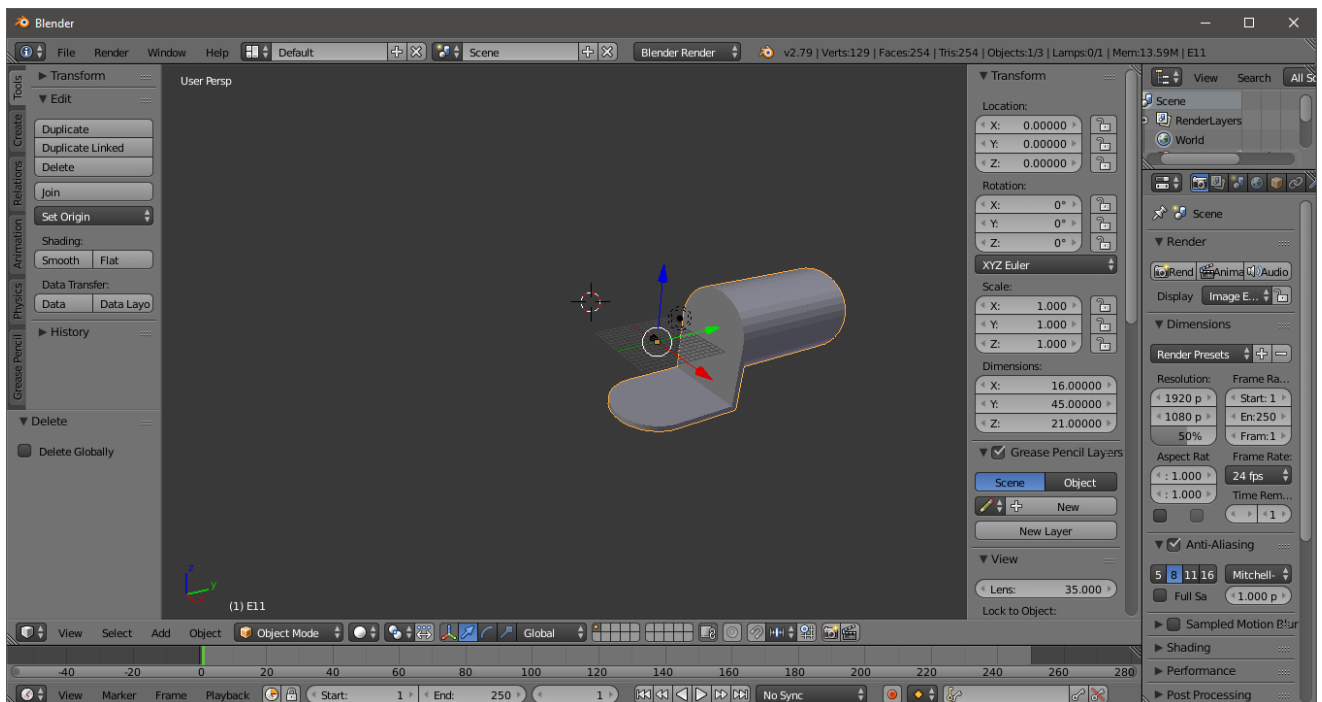 Blender
File Render Window Help Default Scene Blender Render v2.79 | Verts:129 | Faces:254 | Tris:254 | Objects:1/3 | Lamps:0/1 | Mem:13.59M | E11
Tools
Create
Relations
Animation
Physics
Grease Pencil
Transform
Edit
Duplicate
Duplicate Linked
Delete
Join
Set Origin
Shading:
Smooth Flat
Data Transfer:
Data Data Layo
History
Delete
Delete Globally
User Persp
z
y
(1) E11
Transform
Location:
X: 0.00000
Y: 0.00000
Z: 0.00000
Rotation:
X: 0°
Y: 0°
Z: 0°
XYZ Euler
Scale:
X: 1.000
Y: 1.000
Z: 1.000
Dimensions:
X: 16.00000
Y: 45.00000
Z: 21.00000
Grease Pencil Layers
Scene Object
New
New Layer
View
Lens: 35.000
Lock to Object:
View Search All Sc
Scene
RenderLayers
World
Scene
Render
Rend Anima Audio
Display Image E...
Dimensions
Render Presets
Resolution: Frame Ra...
1920 p Start: 1
1080 p En:250
50% Fram:1
Aspect Rat Frame Rate:
: 1.000 24 fps
: 1.000 Time Rem...
1
Anti-Aliasing
5 8 11 16 Mitchell-
Full Sa 1.000 p
Sampled Motion Blur
Shading
Performance
Post Processing
View Select Add Object Object Mode Global
-40 -20 0 20 40 60 80 100 120 140 160 180 200 220 240 260 280
View Marker Frame Playback Start: 1 End: 250 1 No Sync